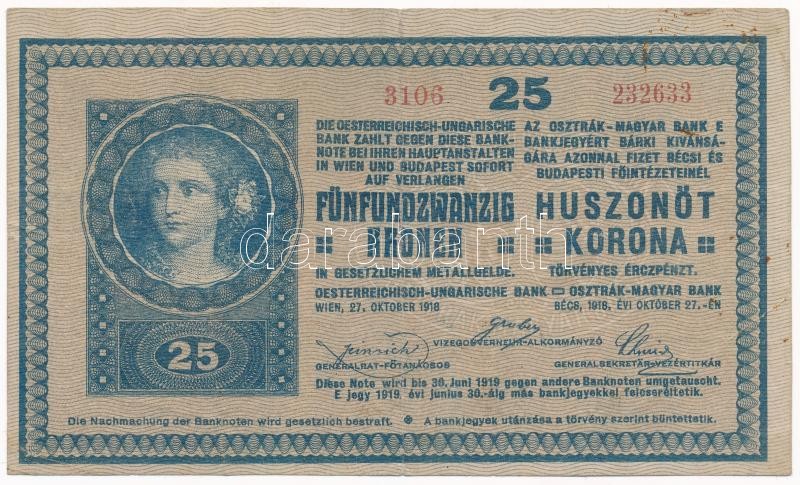 3106 25 232633
DIE OESTERREICHISCH-UNGARISCHE
BANK ZAHLT GEGEN DIESE BANK-
NOTE BEI IHREN HAUPTANSTALTEN
IN WIEN UND BUDAPEST SOFORT
AUF VERLANGEN
FÜNFUNDZWANZIG
KRONEN
IN GESETZLICHEM METALLGELDE.
AZ OSZTRÁK-MAGYAR BANK E
BANKJEGYÉRT BÁRKI KIVÁNSÁ-
GÁRA AZONNAL FIZET BÉCSI ÉS
BUDAPESTI FŐINTÉZETEINÉL
HUSZONÖT
KORONA
TÖRVÉNYES ÉRCZPÉNZT.
OESTERREICHISCH-UNGARISCHE BANK
OSZTRÁK-MAGYAR BANK
WIEN, 27. OKTOBER 1918
BÉCS, 1918. ÉVI OKTÓBER 27.-ÉN
Gruber
VIZEGOUVERNEUR-ALKORMÁNYZÓ
GENERALRAT-FŐTANÁCSOS
GENERALSEKRETÄR-VEZÉRTITKÁR
Diese Note wird bis 30. Juni 1919 gegen andere Banknoten umgetauscht.
E jegy 1919. évi junius 30.-áig más bankjegyekkel felcseréltetik.
25
Die Nachmachung der Banknoten wird gesetzlich bestraft. A bankjegyek utánzása a törvény szerint büntettetik.
darabanth